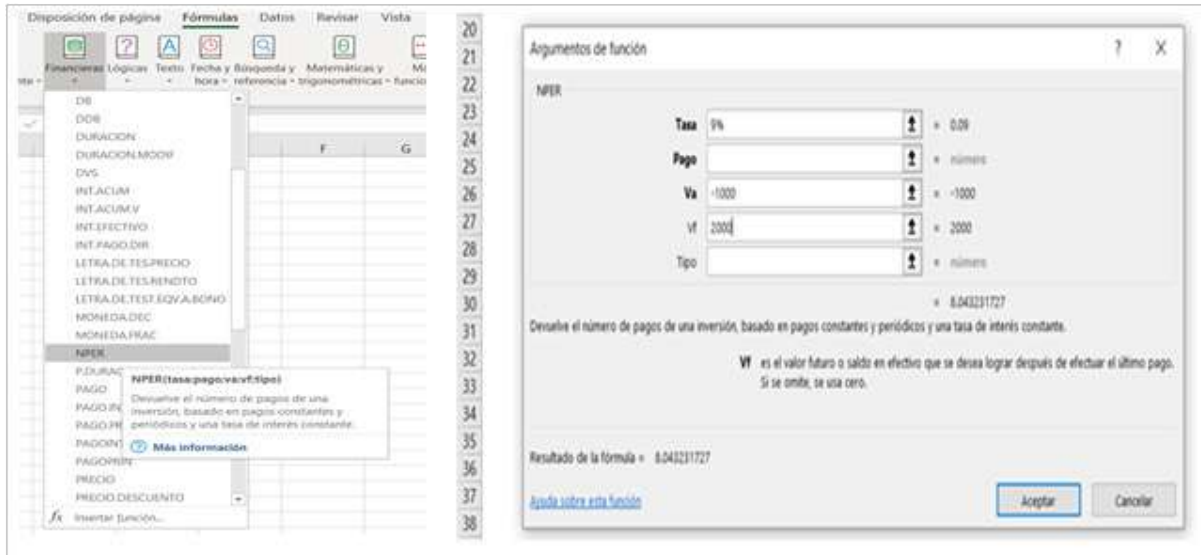 Disposición de página Fórmulas Datos Revisar Vista
Financieras Lógicas Texto Fecha y hora Búsqueda y referencia Matemáticas y trigonométricas
F G
DB
DDB
DURACION
DURACION.MODIF
DVS
INT.ACUM
INT.ACUM.V
INT.EFECTIVO
INT.PAGO.DIR
LETRA.DE.TES.PRECIO
LETRA.DE.TES.RENDTO
LETRA.DE.TEST.EQV.A.BONO
MONEDA.DEC
MONEDA.FRAC
NPER
P.DURAC
PAGO
PAGO.IN
PAGO.PR
PAGOIN
PAGOPRIN
PRECIO
PRECIO.DESCUENTO
fx Insertar función...
NPER(tasa;pago;va;vf;tipo)
Devuelve el número de pagos de una
inversión, basado en pagos constantes y
periódicos y una tasa de interés constante.
Más información
20
21
22
23
24
25
26
27
28
29
30
31
32
33
34
35
36
37
38
Argumentos de función ? X
NPER
Tasa 9% = 0.09
Pago = número
Va -1000 = -1000
Vf 2000 = 2000
Tipo = número
= 8.043231727
Devuelve el número de pagos de una inversión, basado en pagos constantes y periódicos y una tasa de interés constante.
Vf es el valor futuro o saldo en efectivo que se desea lograr después de efectuar el último pago.
Si se omite, se usa cero.
Resultado de la fórmula = 8.043231727
Ayuda sobre esta función Aceptar Cancelar